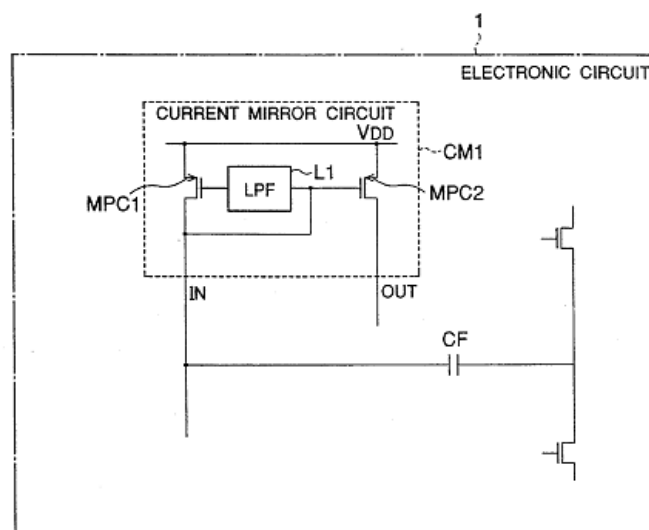 1
ELECTRONIC CIRCUIT
CURRENT MIRROR CIRCUIT
VDD
CM1
L1
LPF
MPC1
MPC2
IN
OUT
CF